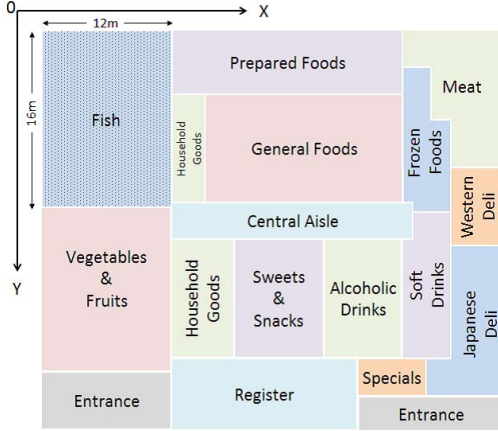 0
X
12m
16m
Y
Fish
Prepared Foods
Meat
Household
Goods
General Foods
Frozen
Foods
Western
Deli
Central Aisle
Vegetables
&
Fruits
Household
Goods
Sweets
&
Snacks
Alcoholic
Drinks
Soft
Drinks
Japanese
Deli
Entrance
Register
Specials
Entrance